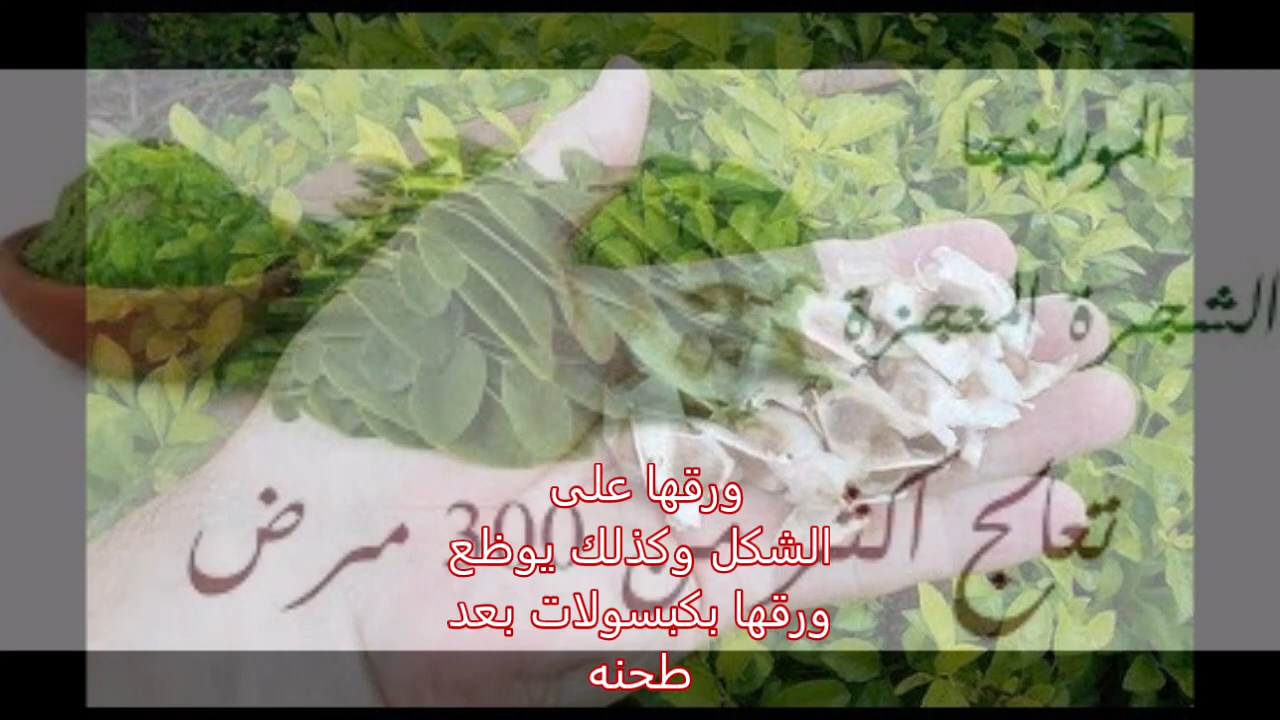 المورينجا
الشجرة المعجزة
تعالج أكثر من 300 مرض
ورقها على
الشكل وكذلك يوظع
ورقها بكبسولات بعد
طحنه